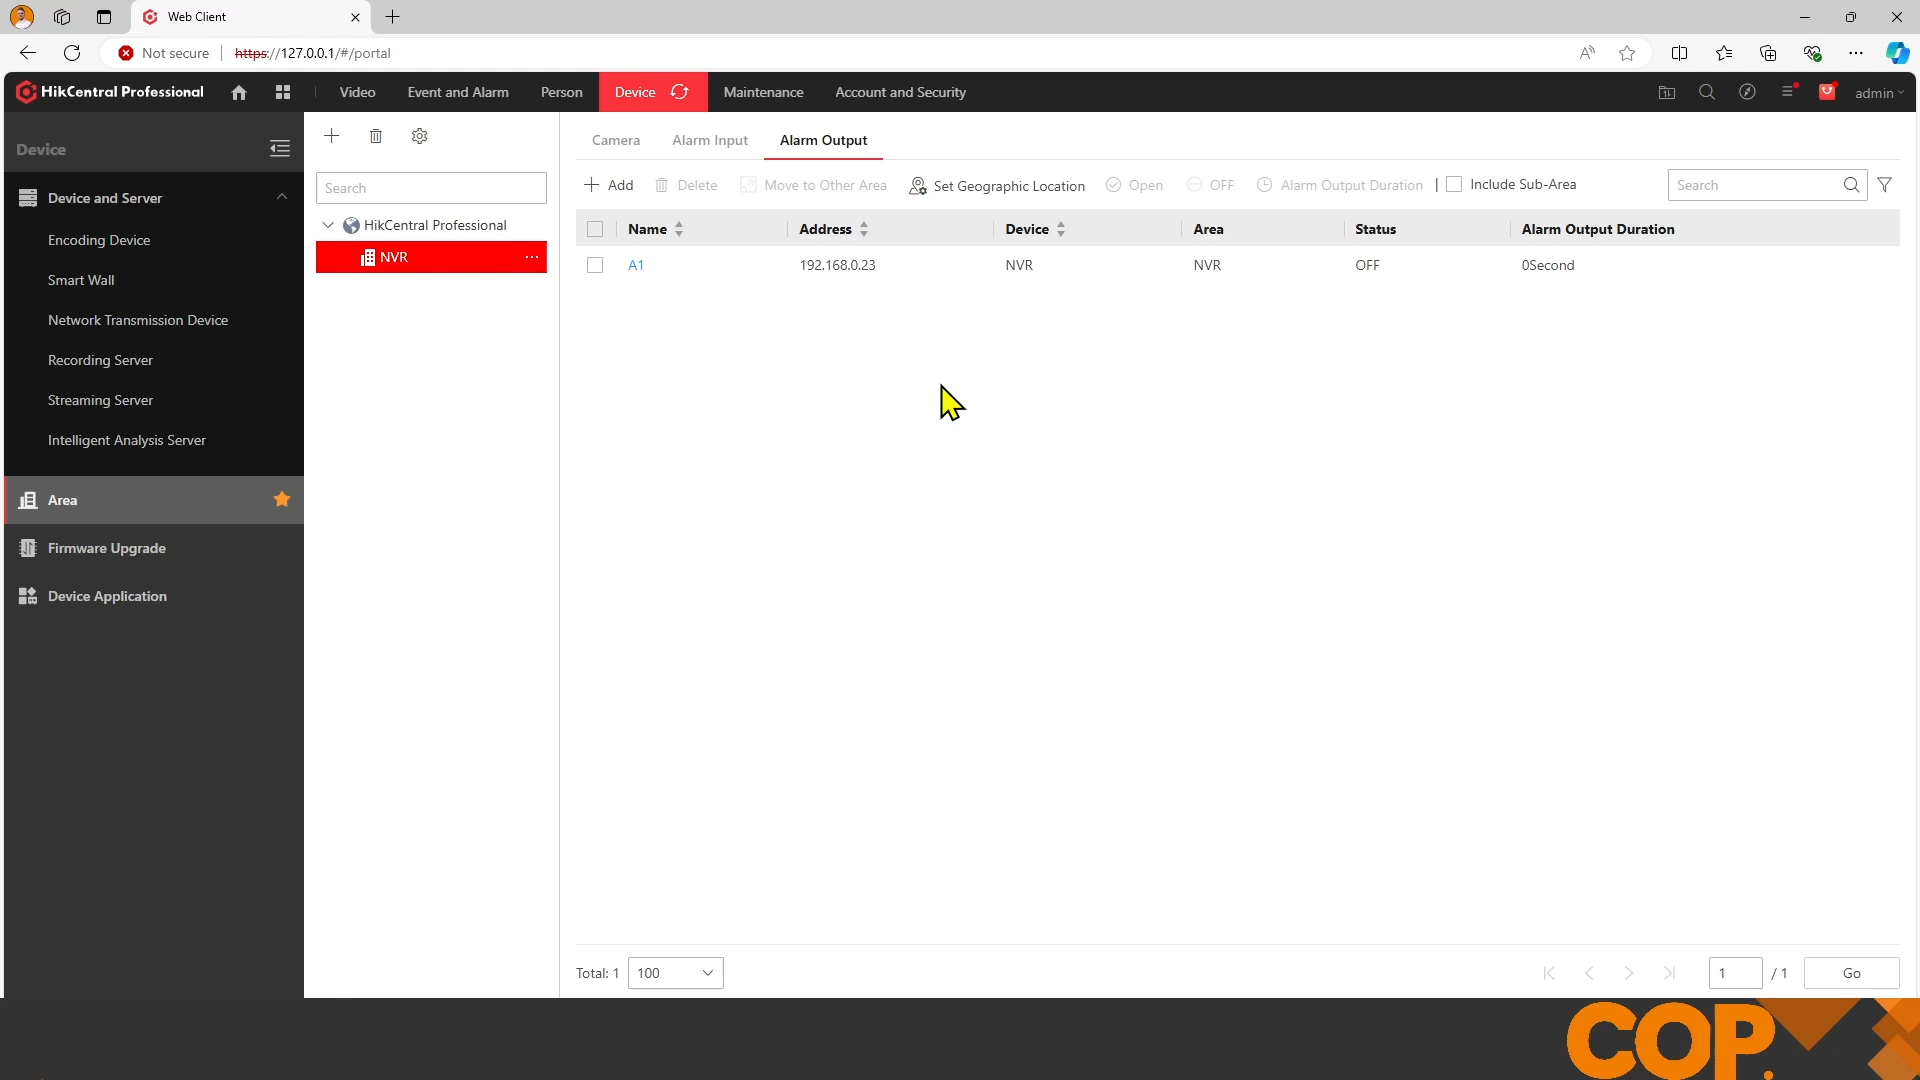 Web Client
Not secure https://127.0.0.1/#/portal
HikCentral Professional Video Event and Alarm Person Device Maintenance Account and Security admin
Device
Device and Server
Encoding Device
Smart Wall
Network Transmission Device
Recording Server
Streaming Server
Intelligent Analysis Server
Area
Firmware Upgrade
Device Application
Search
HikCentral Professional
NVR ...
Camera Alarm Input Alarm Output
Add Delete Move to Other Area Set Geographic Location Open OFF Alarm Output Duration | Include Sub-Area Search
Name Address Device Area Status Alarm Output Duration
A1 192.168.0.23 NVR NVR OFF 0Second
Total: 1 100 1 / 1 Go
COP.